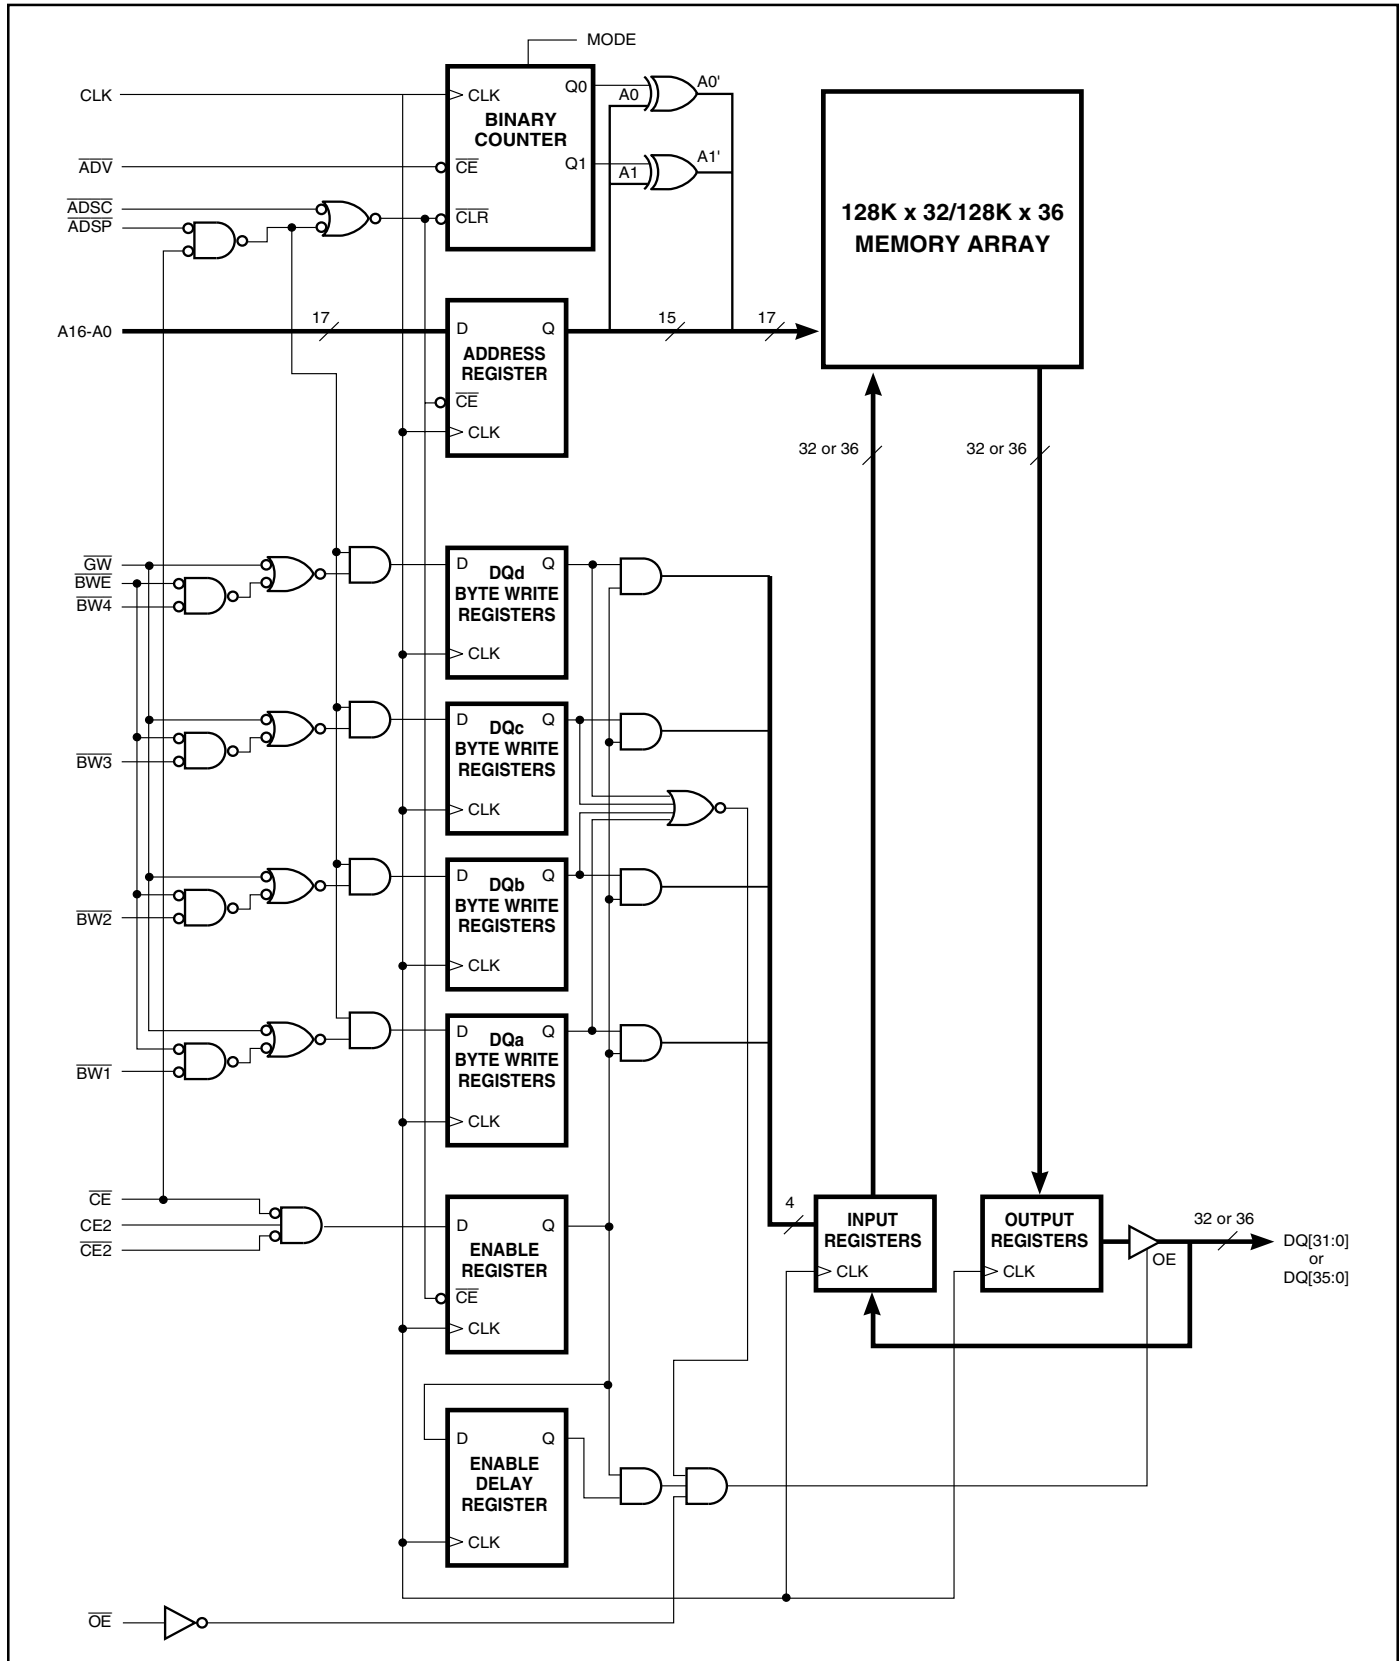 MODE
CLK
CLK
Q0
A0
A0'
BINARY
COUNTER
ADV
CE
Q1
A1
A1'
ADSC
ADSP
CLR
128K x 32/128K x 36
MEMORY ARRAY
A16-A0
17
D
Q
15
17
ADDRESS
REGISTER
CE
CLK
32 or 36
32 or 36
GW
BWE
BW4
D
Q
DQd
BYTE WRITE
REGISTERS
CLK
BW3
D
Q
DQc
BYTE WRITE
REGISTERS
CLK
BW2
D
Q
DQb
BYTE WRITE
REGISTERS
CLK
BW1
D
Q
DQa
BYTE WRITE
REGISTERS
CLK
CE
CE2
CE2
D
Q
ENABLE
REGISTER
CE
CLK
4
INPUT
REGISTERS
CLK
OUTPUT
REGISTERS
CLK
OE
32 or 36
DQ[31:0]
or
DQ[35:0]
D
Q
ENABLE
DELAY
REGISTER
CLK
OE